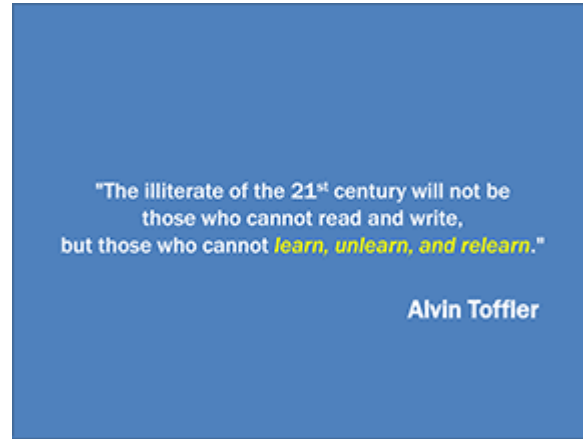 "The illiterate of the 21st century will not be
those who cannot read and write,
but those who cannot learn, unlearn, and relearn."
Alvin Toffler